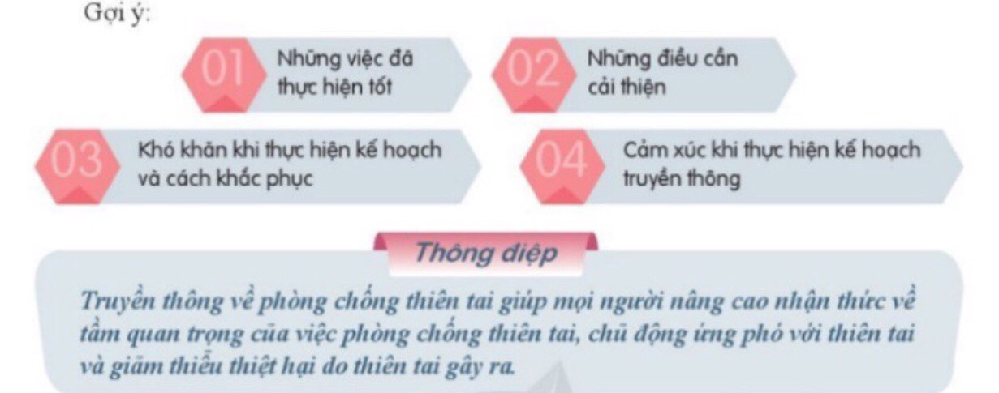 Gợi ý:
01 Những việc đã
thực hiện tốt
02 Những điều cần
cải thiện
03 Khó khăn khi thực hiện kế hoạch
và cách khắc phục
04 Cảm xúc khi thực hiện kế hoạch
truyền thông
Thông điệp
Truyền thông về phòng chống thiên tai giúp mọi người nâng cao nhận thức về
tầm quan trọng của việc phòng chống thiên tai, chủ động ứng phó với thiên tai
và giảm thiểu thiệt hại do thiên tai gây ra.